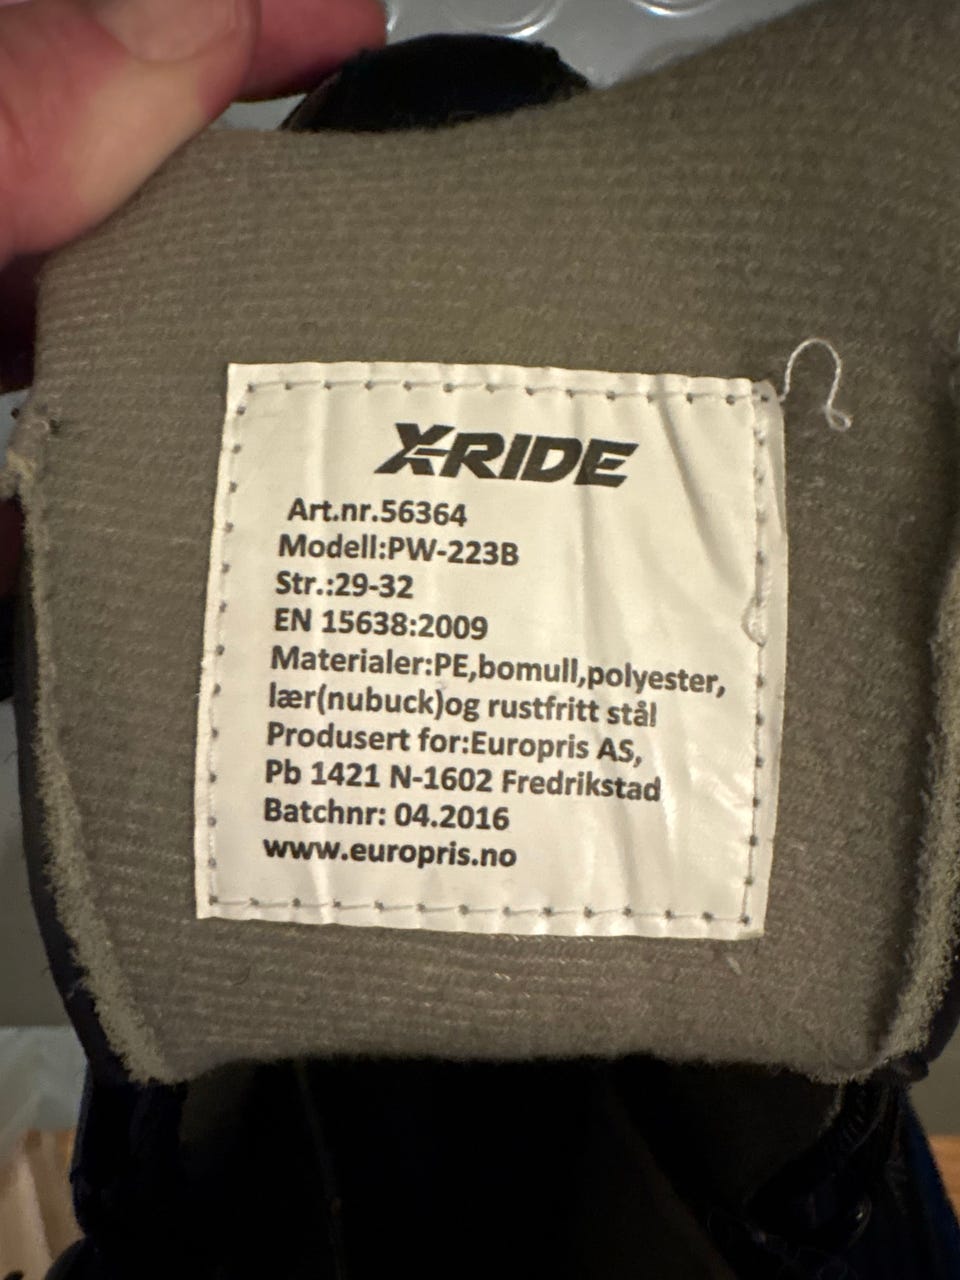 X-RIDE
Art.nr.56364
Modell:PW-223B
Str.:29-32
EN 15638:2009
Materialer:PE,bomull,polyester,
lær(nubuck)og rustfritt stål
Produsert for:Europris AS,
Pb 1421 N-1602 Fredrikstad
Batchnr: 04.2016
www.europris.no